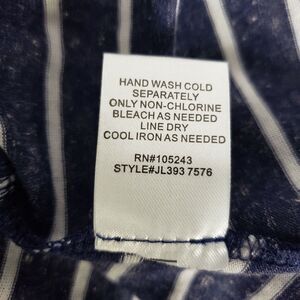 HAND WASH COLD
SEPARATELY
ONLY NON-CHLORINE
BLEACH AS NEEDED
LINE DRY
COOL IRON AS NEEDED
RN#105243
STYLE#JL393 7576